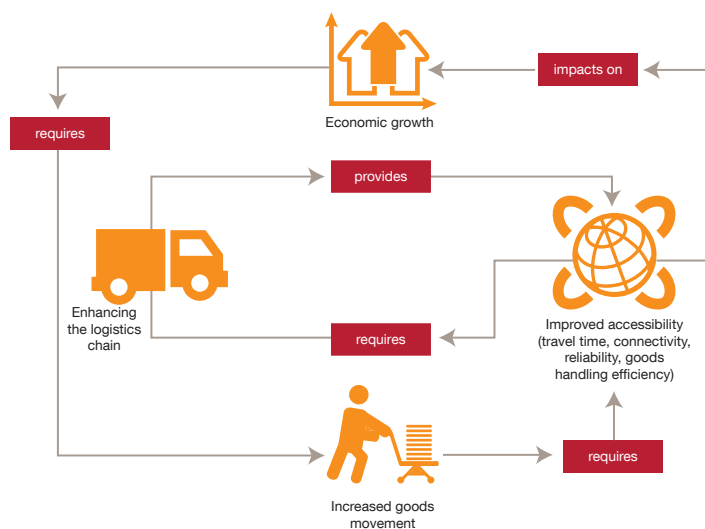 impacts on
Economic growth
requires
provides
Enhancing
the logistics
chain
requires
Improved accessibility
(travel time, connectivity,
reliability, goods
handling efficiency)
requires
Increased goods
movement